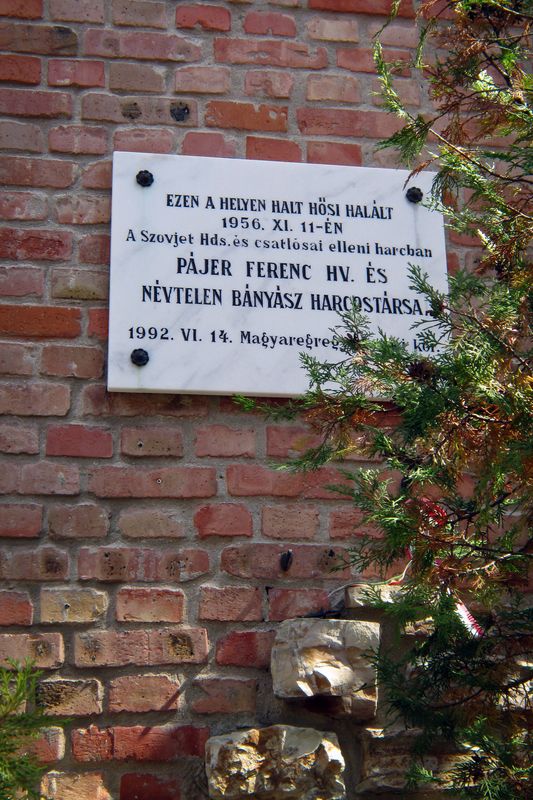 EZEN A HELYEN HALT HŐSI HALÁLT
1956. XI. 11-ÉN
A Szovjet Hds. és csatlósai elleni harcban
PÁJER FERENC HV. ÉS
NÉVTELEN BÁNYÁSZ HARCOSTÁRSA.
1992. VI. 14. Magyaregreg